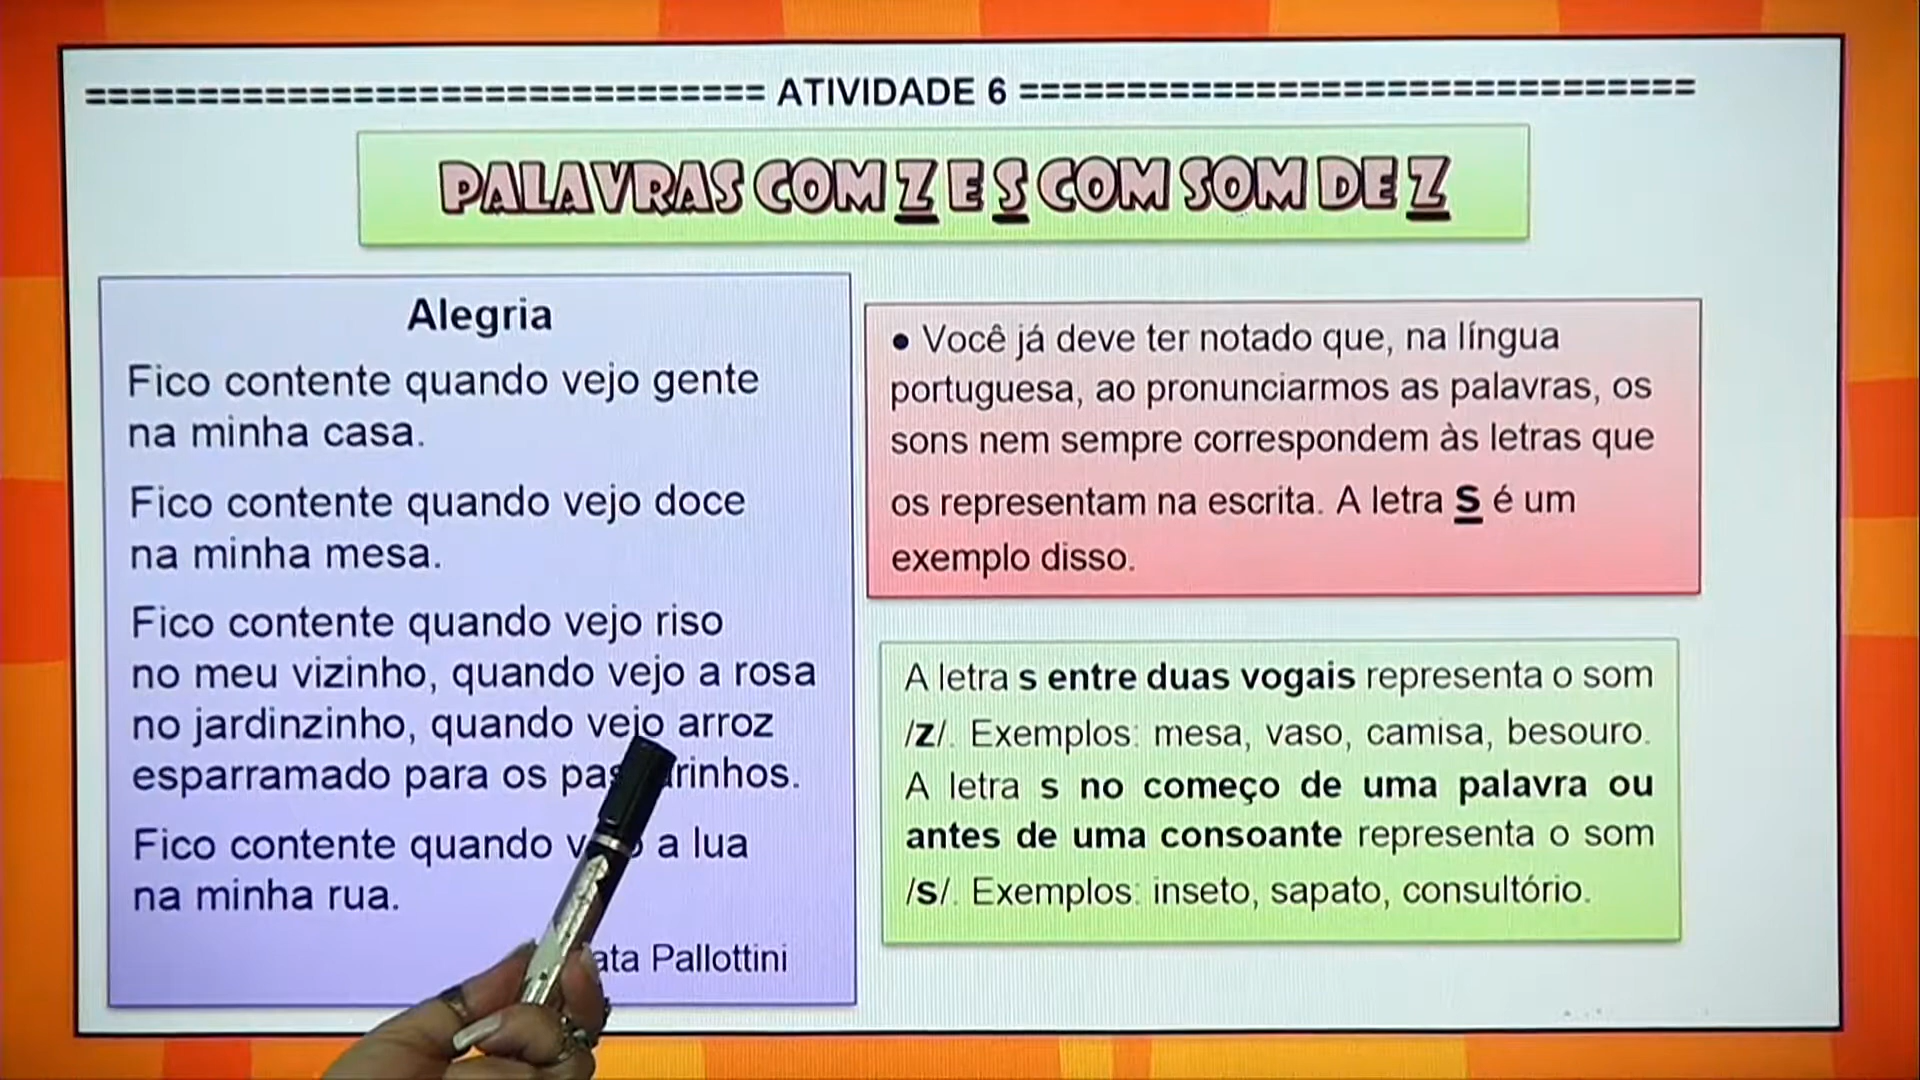 ============================== ATIVIDADE 6 ==============================
PALAVRAS COM Z E S COM SOM DE Z
Alegria
Fico contente quando vejo gente
na minha casa.
Fico contente quando vejo doce
na minha mesa.
Fico contente quando vejo riso
no meu vizinho, quando vejo a rosa
no jardinzinho, quando vejo arroz
esparramado para os
Fico contente quando a lua
na minha rua.
Pallottini
● Você já deve ter notado que, na língua
portuguesa, ao pronunciarmos as palavras, os
sons nem sempre correspondem às letras que
os representam na escrita. A letra S é um
exemplo disso.
A letra s entre duas vogais representa o som
/z/. Exemplos: mesa, vaso, camisa, besouro.
A letra s no começo de uma palavra ou
antes de uma consoante representa o som
/s/. Exemplos: inseto, sapato, consultório.